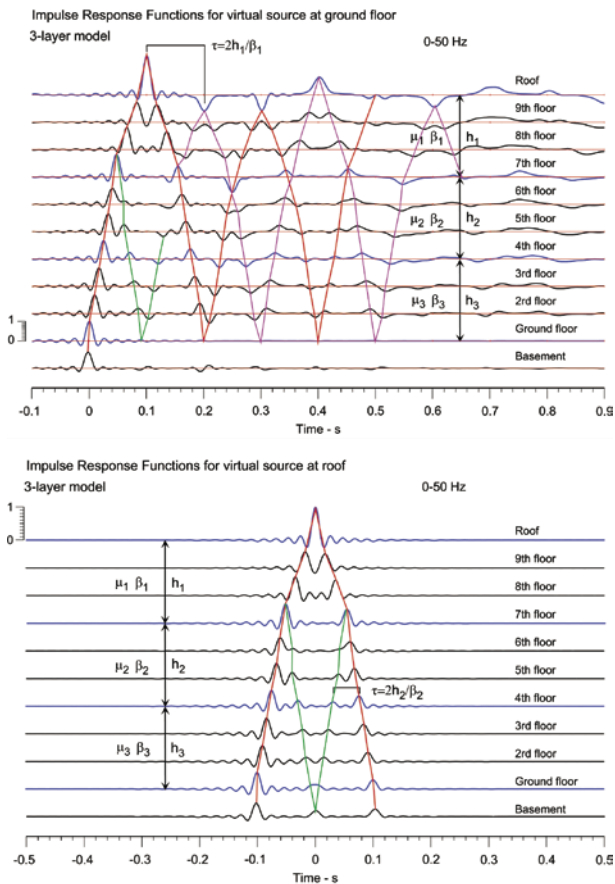 Impulse Response Functions for virtual source at ground floor
3-layer model
0-50 Hz
τ=2h₁/β₁
Roof
9th floor
μ₁ β₁ h₁
8th floor
7th floor
6th floor
μ₂ β₂ h₂
5th floor
4th floor
3rd floor
μ₃ β₃ h₃
2rd floor
1
Ground floor
0
Basement
-0.1 0 0.1 0.2 0.3 0.4 0.5 0.6 0.7 0.8 0.9
Time - s
Impulse Response Functions for virtual source at roof
3-layer model
0-50 Hz
1
Roof
0
9th floor
μ₁ β₁ h₁
8th floor
7th floor
6th floor
μ₂ β₂ h₂
5th floor
τ=2h₂/β₂
4th floor
3rd floor
μ₃ β₃ h₃
2rd floor
Ground floor
Basement
-0.5 -0.4 -0.3 -0.2 -0.1 0 0.1 0.2 0.3 0.4 0.5
Time - s